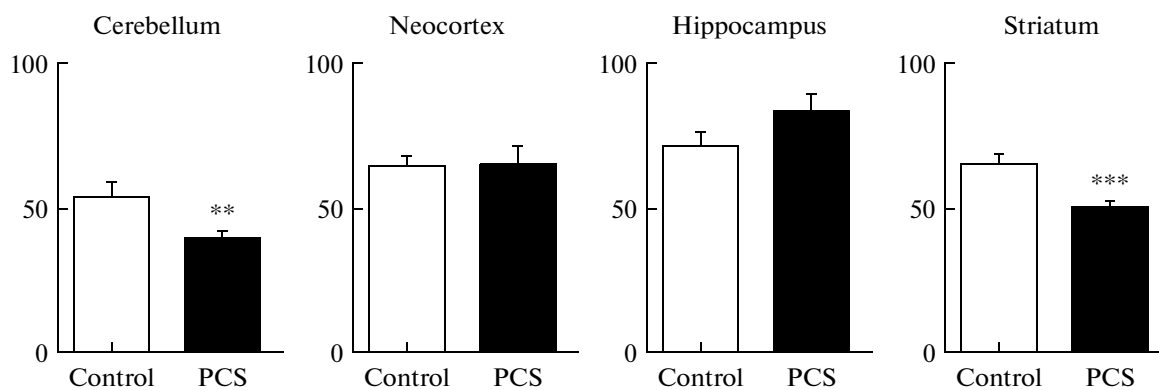 Cerebellum
100
50
0
**
Control PCS
Neocortex
100
50
0
Control PCS
Hippocampus
100
50
0
Control PCS
Striatum
100
50
0
***
Control PCS